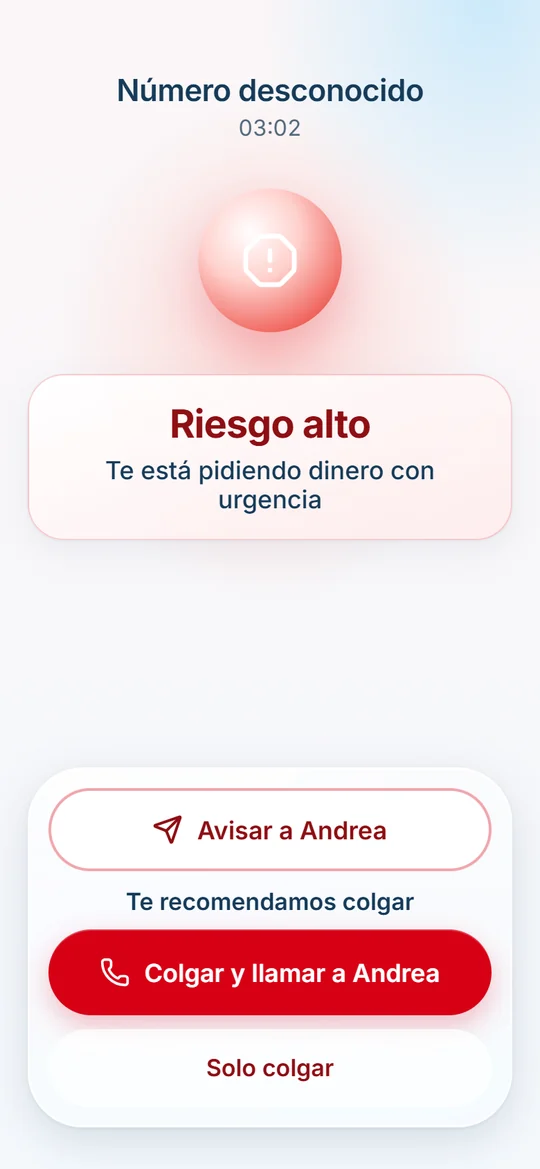 Número desconocido
03:02
Riesgo alto
Te está pidiendo dinero con
urgencia
Avisar a Andrea
Te recomendamos colgar
Colgar y llamar a Andrea
Solo colgar